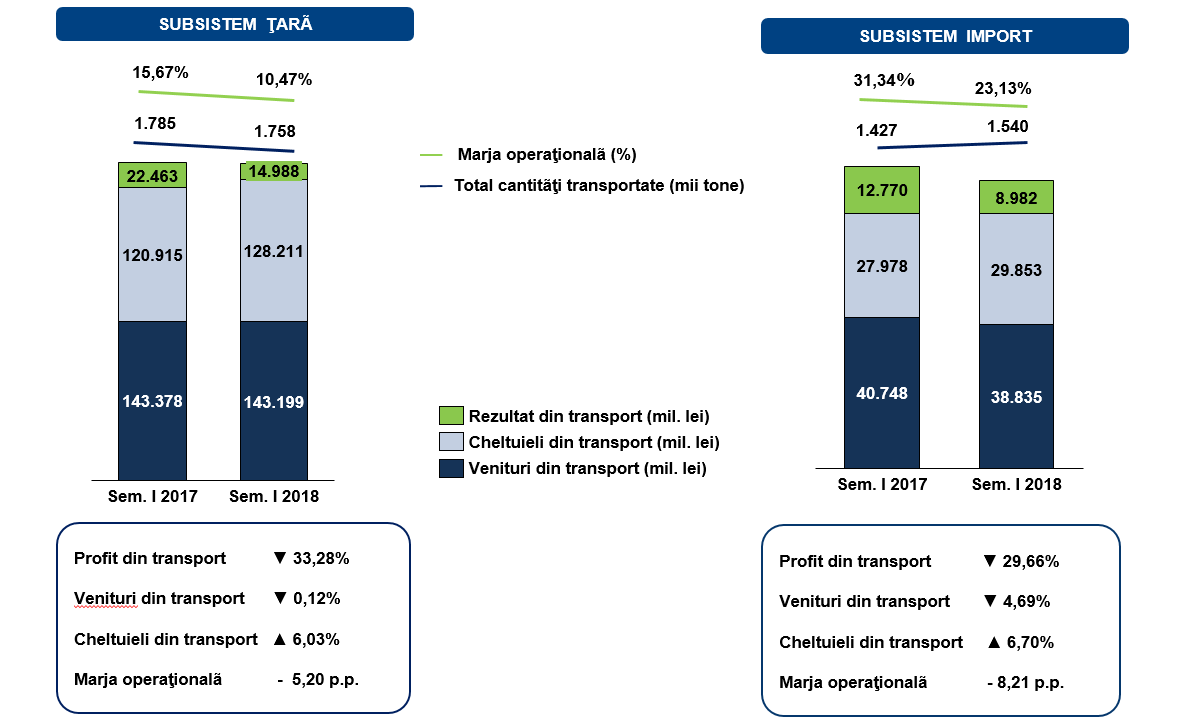 SUBSISTEM ŢARĂ
15,67%
10,47%
1.785
1.758
22.463
14.988
120.915
128.211
143.378
143.199
Sem. I 2017
Sem. I 2018
Marja operaţională (%)
Total cantităţi transportate (mii tone)
Rezultat din transport (mil. lei)
Cheltuieli din transport (mil. lei)
Venituri din transport (mil. lei)
SUBSISTEM IMPORT
31,34%
23,13%
1.427
1.540
12.770
8.982
27.978
29.853
40.748
38.835
Sem. I 2017
Sem. I 2018
Profit din transport ▼ 33,28%
Venituri din transport ▼ 0,12%
Cheltuieli din transport ▲ 6,03%
Marja operaţională - 5,20 p.p.
Profit din transport ▼ 29,66%
Venituri din transport ▼ 4,69%
Cheltuieli din transport ▲ 6,70%
Marja operaţională - 8,21 p.p.